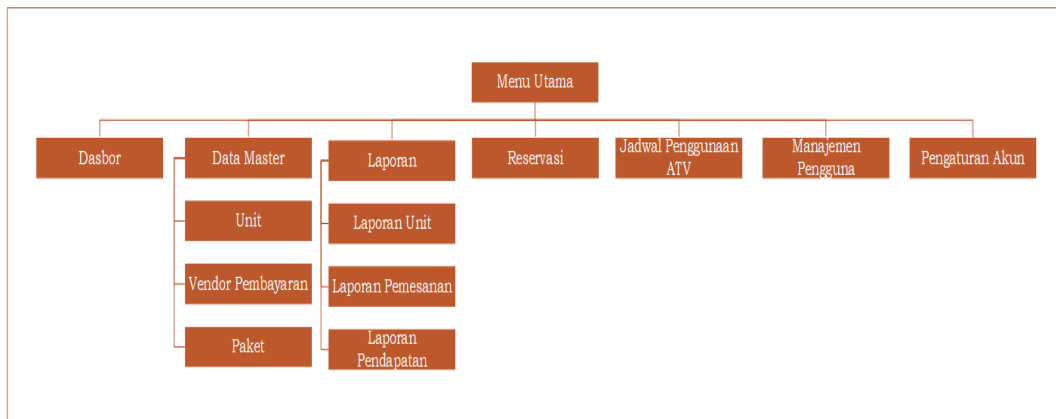 Menu Utama
Dasbor
Data Master
Laporan
Reservasi
Jadwal Penggunaan
ATV
Manajemen
Pengguna
Pengaturan Akun
Unit
Vendor Pembayaran
Paket
Laporan Unit
Laporan Pemesanan
Laporan
Pendapatan